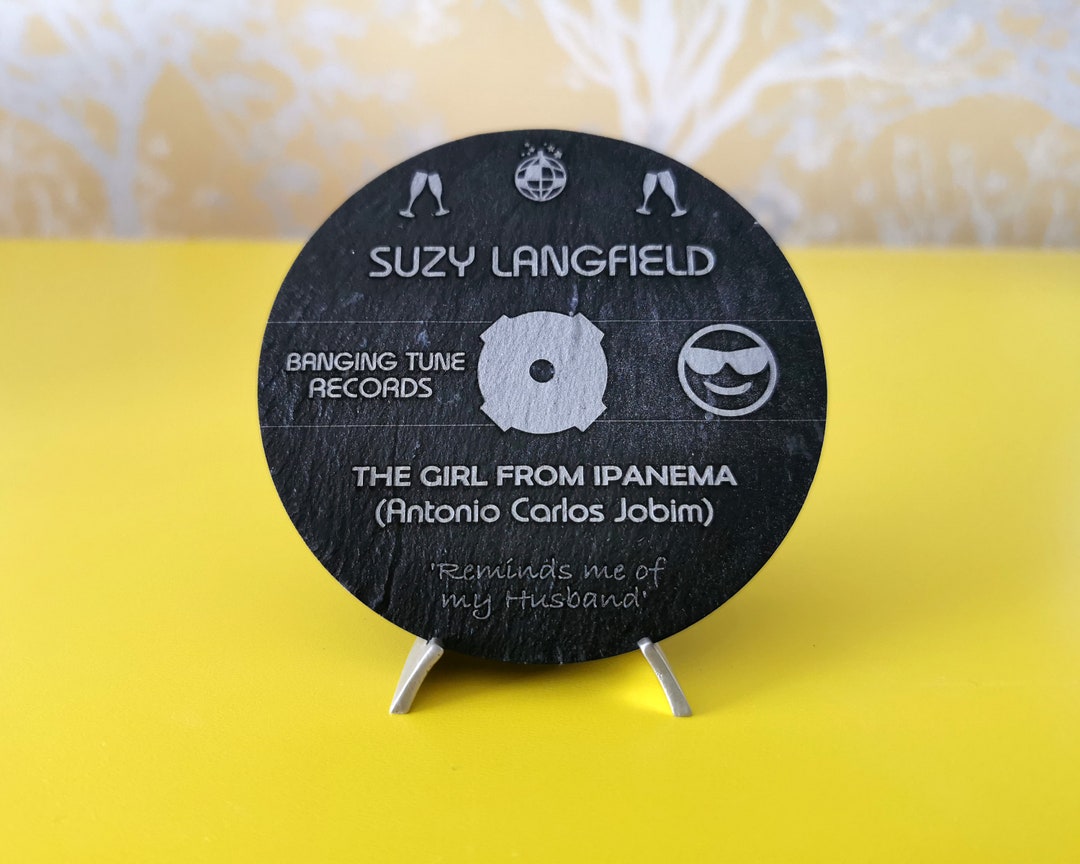 SUZY LANGFIELD
BANGING TUNE
RECORDS
THE GIRL FROM IPANEMA
(Antonio Carlos Jobim)
'Reminds me of
my Husband'